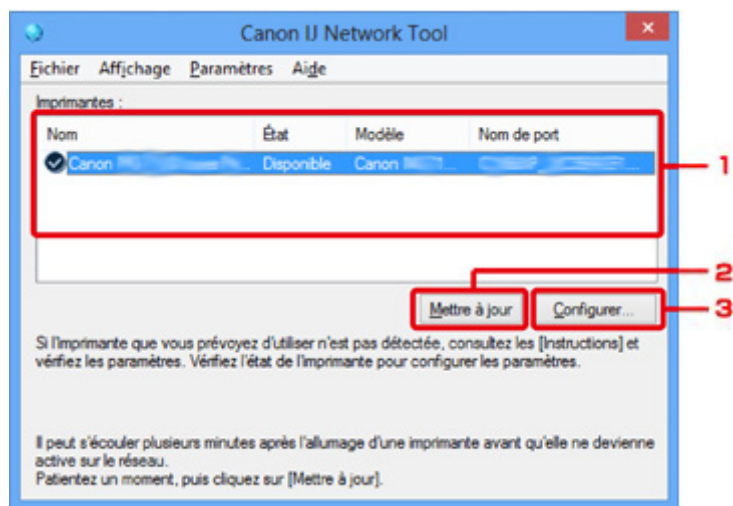 Canon IJ Network Tool
Fichier Affichage Paramètres Aide
Imprimantes :
Nom État Modèle Nom de port
Canon Disponible Canon
1
2
Mettre à jour Configurer...
3
Si l'imprimante que vous prévoyez d'utiliser n'est pas détectée, consultez les [Instructions] et
vérifiez les paramètres. Vérifiez l'état de l'imprimante pour configurer les paramètres.
Il peut s'écouler plusieurs minutes après l'allumage d'une imprimante avant qu'elle ne devienne
active sur le réseau.
Patientez un moment, puis cliquez sur [Mettre à jour].